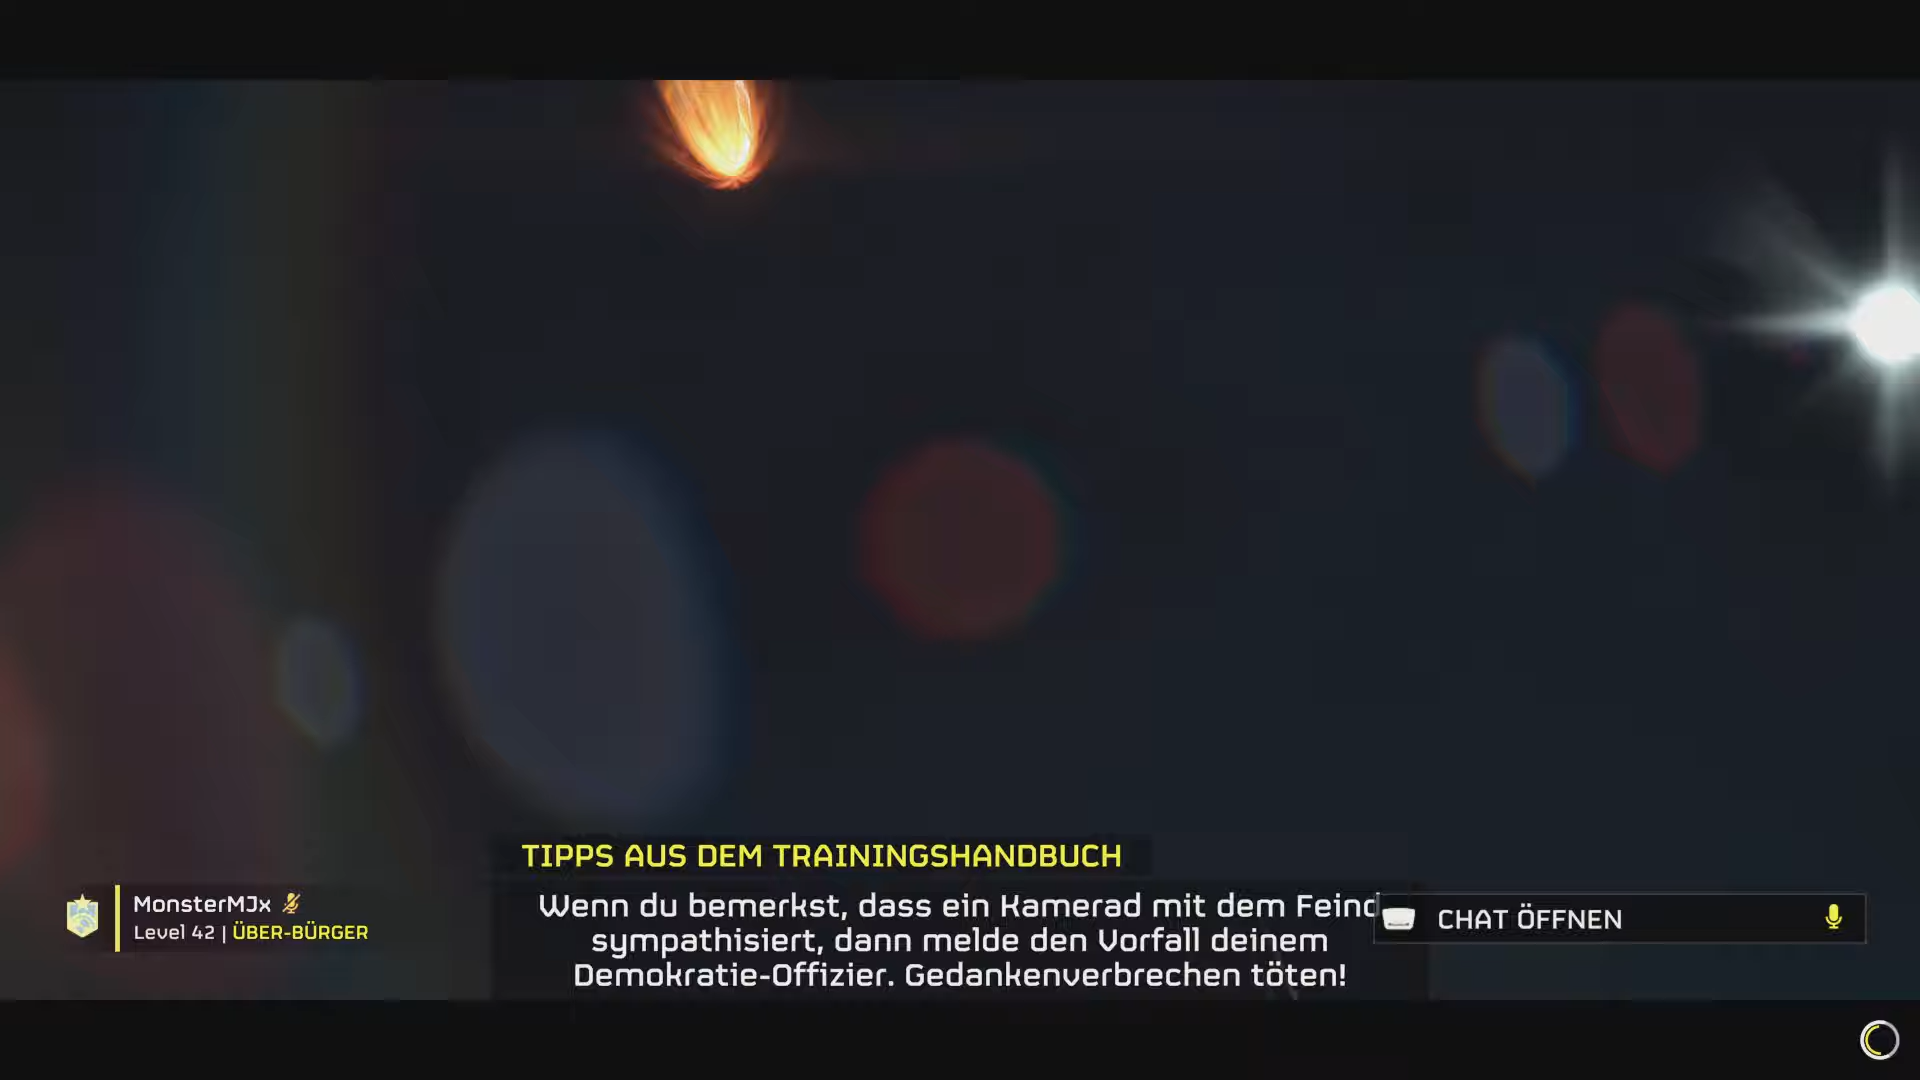 TIPPS AUS DEM TRAININGSHANDBUCH
Wenn du bemerkst, dass ein Kamerad mit dem Feind
sympathisiert, dann melde den Vorfall deinem
Demokratie-Offizier. Gedankenverbrechen töten!
MonsterMJx
Level 42 | ÜBER-BÜRGER
CHAT ÖFFNEN